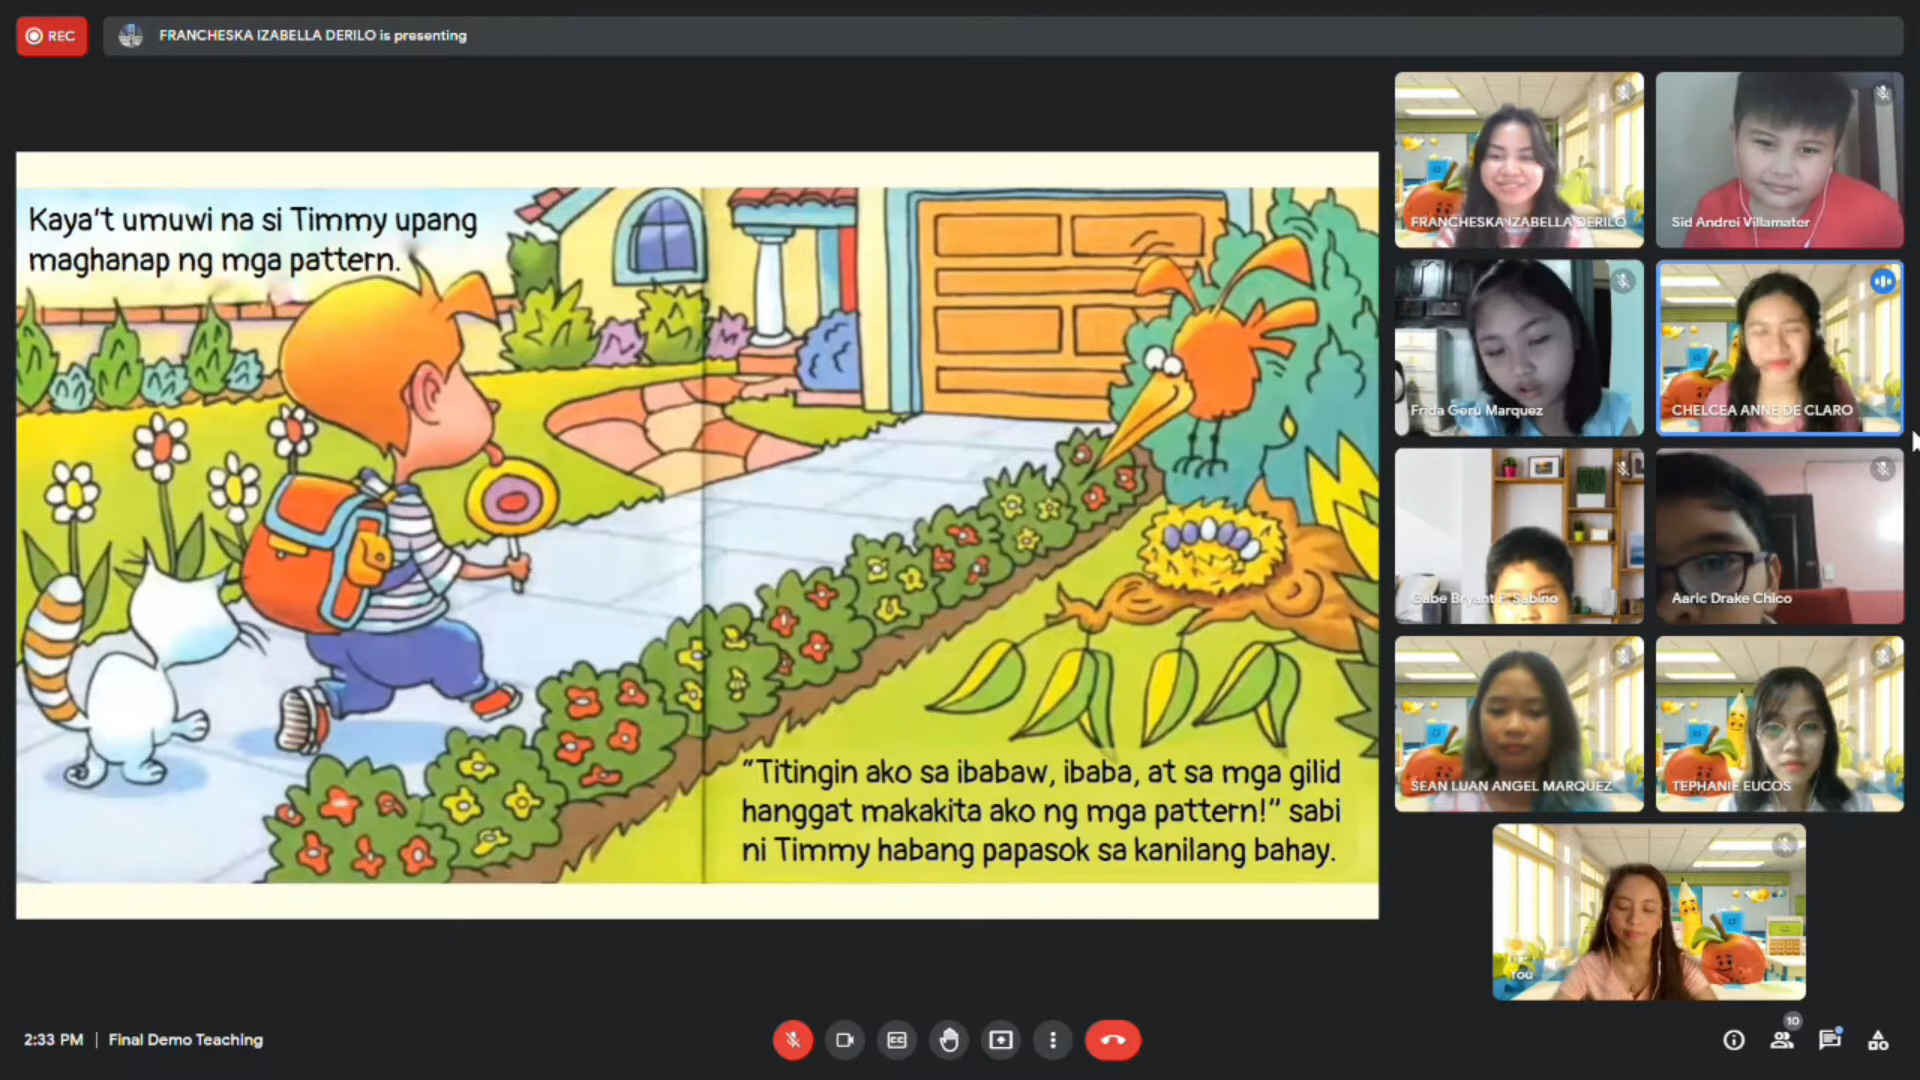 REC
FRANCHESKA IZABELLA DERILO is presenting
Kaya't umuwi na si Timmy upang
maghanap ng mga pattern.
"Titingin ako sa ibabaw, ibaba, at sa mga gilid
hanggat makakita ako ng mga pattern!" sabi
ni Timmy habang papasok sa kanilang bahay.
FRANCHESKA IZABELLA DERILO
Sid Andrei Villamater
Frida Geru Marquez
CHELCEA ANNE DE CLARO
Gabe Bryant P. Sabino
Aaric Drake Chico
SEAN LUAN ANGEL MARQUEZ
TEPHANIE EUCOS
YOU
2:33 PM | Final Demo Teaching
CC
10